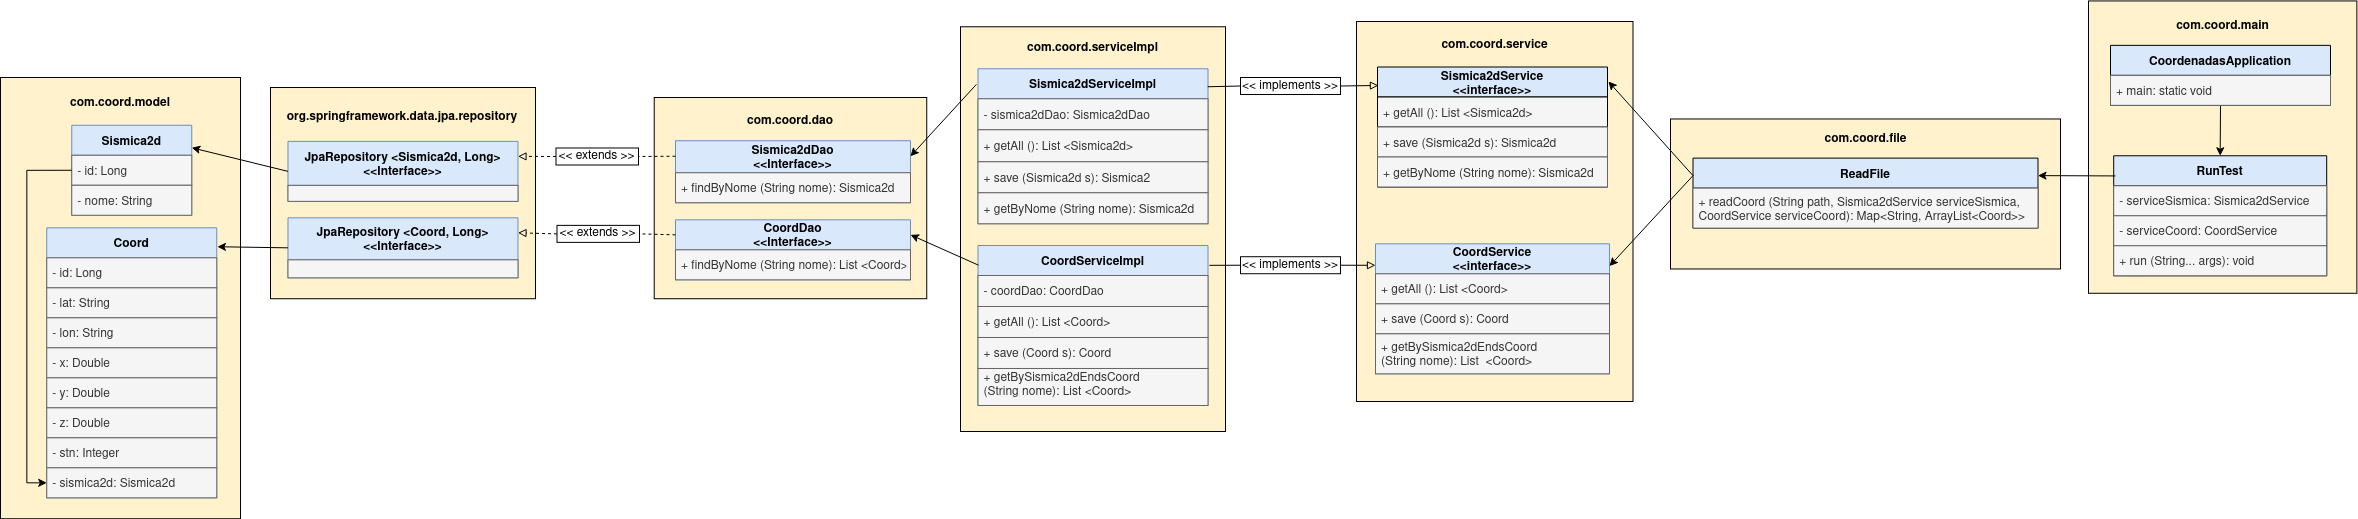 com.coord.model
Sismica2d
- id: Long
- nome: String
Coord
- id: Long
- lat: String
- lon: String
- x: Double
- y: Double
- z: Double
- stn: Integer
- sismica2d: Sismica2d
org.springframework.data.jpa.repository
JpaRepository <Sismica2d, Long>
<<Interface>>
JpaRepository <Coord, Long>
<<Interface>>
<< extends >>
<< extends >>
com.coord.dao
Sismica2dDao
<<Interface>>
+ findByNome (String nome): Sismica2d
CoordDao
<<Interface>>
+ findByNome (String nome): List <Coord>
com.coord.serviceImpl
Sismica2dServiceImpl
- sismica2dDao: Sismica2dDao
+ getAll (): List <Sismica2d>
+ save (Sismica2d s): Sismica2
+ getByNome (String nome): Sismica2d
CoordServiceImpl
- coordDao: CoordDao
+ getAll (): List <Coord>
+ save (Coord s): Coord
+ getBySismica2dEndsCoord
(String nome): List <Coord>
<< implements >>
<< implements >>
com.coord.service
Sismica2dService
<<interface>>
+ getAll (): List <Sismica2d>
+ save (Sismica2d s): Sismica2d
+ getByNome (String nome): Sismica2d
CoordService
<<interface>>
+ getAll (): List <Coord>
+ save (Coord s): Coord
+ getBySismica2dEndsCoord
(String nome): List <Coord>
com.coord.file
ReadFile
+ readCoord (String path, Sismica2dService serviceSismica,
CoordService serviceCoord): Map<String, ArrayList<Coord>>
com.coord.main
CoordenadasApplication
+ main: static void
RunTest
- serviceSismica: Sismica2dService
- serviceCoord: CoordService
+ run (String... args): void